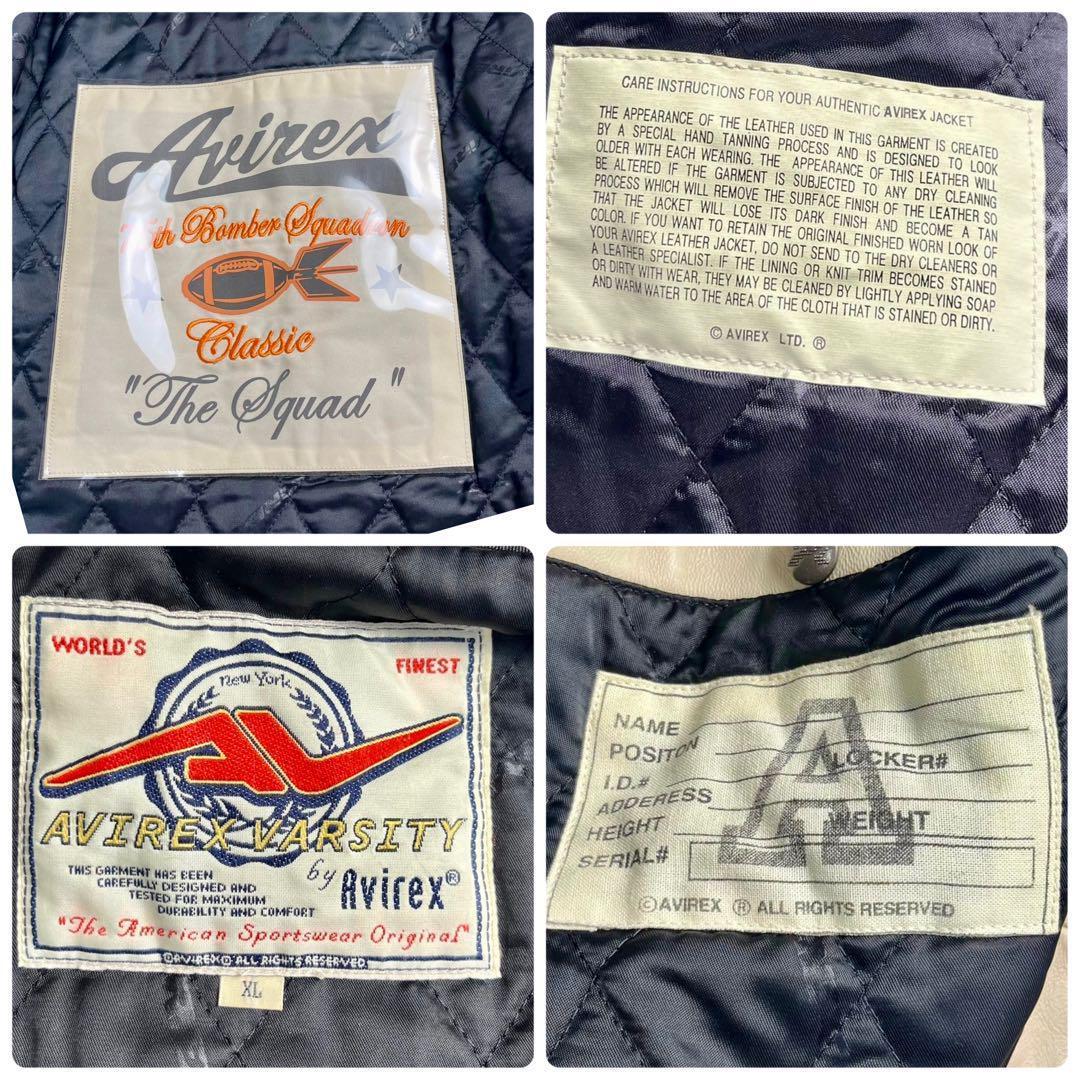 Avirex
th Bomber Squadron
Classic
"The Squad"
CARE INSTRUCTIONS FOR YOUR AUTHENTIC AVIREX JACKET
THE APPEARANCE OF THE LEATHER USED IN THIS GARMENT IS CREATED
BY A SPECIAL HAND TANNING PROCESS AND IS DESIGNED TO LOOK
OLDER WITH EACH WEARING. THE APPEARANCE OF THIS LEATHER WILL
BE ALTERED IF THE GARMENT IS SUBJECTED TO ANY DRY CLEANING
PROCESS WHICH WILL REMOVE THE SURFACE FINISH OF THE LEATHER SO
THAT THE JACKET WILL LOSE ITS DARK FINISH AND BECOME A TAN
COLOR. IF YOU WANT TO RETAIN THE ORIGINAL FINISHED WORN LOOK OF
YOUR AVIREX LEATHER JACKET, DO NOT SEND TO THE DRY CLEANERS OR
A LEATHER SPECIALIST. IF THE LINING OR KNIT TRIM BECOMES STAINED
OR DIRTY WITH WEAR, THEY MAY BE CLEANED BY LIGHTLY APPLYING SOAP
AND WARM WATER TO THE AREA OF THE CLOTH THAT IS STAINED OR DIRTY.
© AVIREX LTD. ®
WORLD'S FINEST
New York
AVIREX VARSITY
by Avirex®
THIS GARMENT HAS BEEN
CAREFULLY DESIGNED AND
TESTED FOR MAXIMUM
DURABILITY AND COMFORT
"The American Sportswear Original"
©AVIREX® ALL RIGHTS RESERVED.
XL
NAME
POSITON
LOCKER#
I.D.#
ADDERESS
HEIGHT
WEIGHT
SERIAL#
©AVIREX ® ALL RIGHTS RESERVED